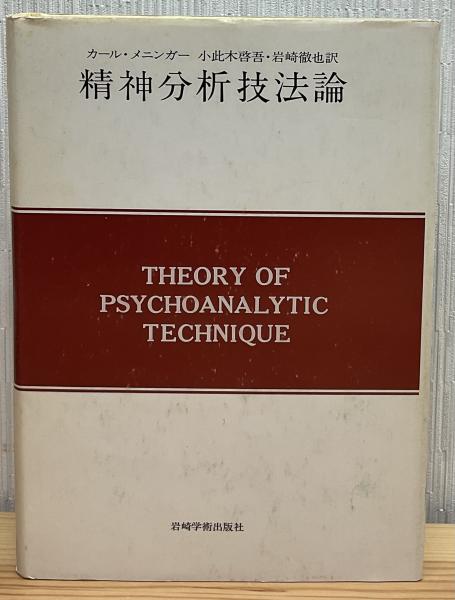 カール・メニンガー 小此木啓吾・岩崎徹也訳
精神分析技法論
THEORY OF
PSYCHOANALYTIC
TECHNIQUE
岩崎学術出版社